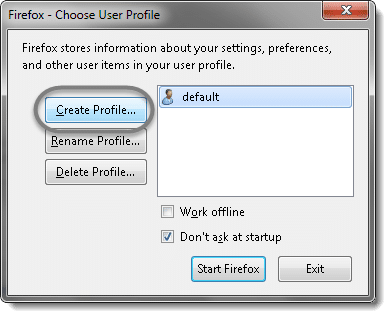 Firefox - Choose User Profile
Firefox stores information about your settings, preferences,
and other user items in your user profile.
Create Profile...
default
Rename Profile...
Delete Profile...
Work offline
Don't ask at startup
Start Firefox
Exit